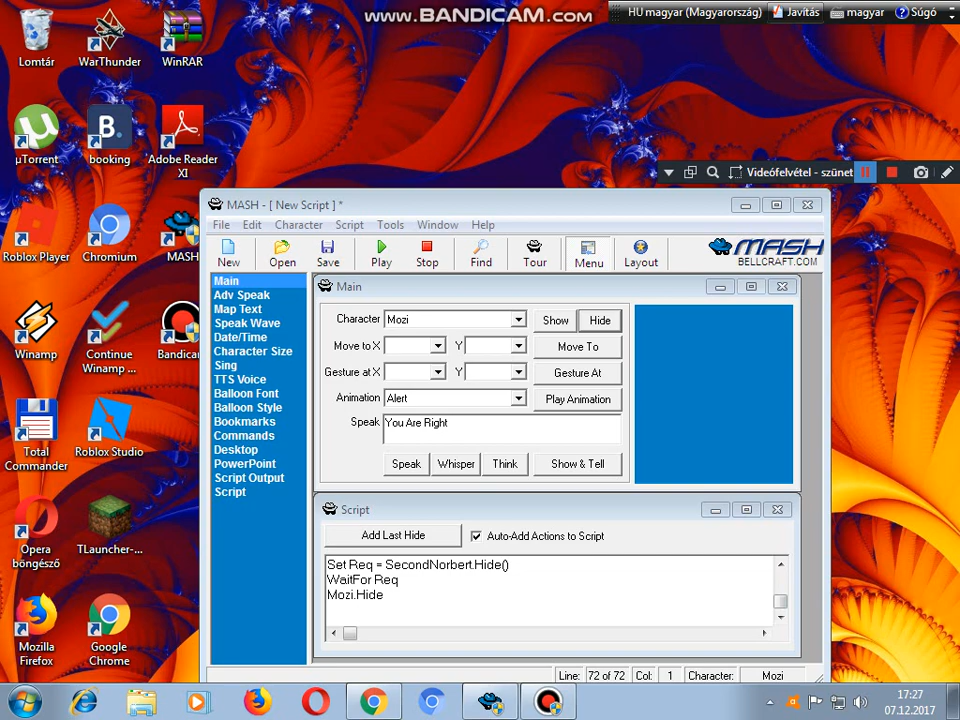 www.BANDICAM.com
HU magyar (Magyarország) Javítás magyar Súgó
Lomtár
WarThunder
WinRAR
µTorrent
booking
Adobe Reader XI
Videófelvétel - szünet
Roblox Player
Chromium
MASH
Winamp
Continue Winamp ...
Bandica
Total Commander
Roblox Studio
Opera böngésző
TLauncher-...
Mozilla Firefox
Google Chrome
MASH - [ New Script ] *
File Edit Character Script Tools Window Help
New Open Save Play Stop Find Tour Menu Layout
MASH
BELLCRAFT.COM
Main
Adv Speak
Map Text
Speak Wave
Date/Time
Character Size
Sing
TTS Voice
Balloon Font
Balloon Style
Bookmarks
Commands
Desktop
PowerPoint
Script Output
Script
Main
Character Mozi Show Hide
Move to X Y Move To
Gesture at X Y Gesture At
Animation Alert Play Animation
Speak You Are Right
Speak Whisper Think Show & Tell
Script
Add Last Hide Auto-Add Actions to Script
Set Req = SecondNorbert.Hide()
WaitFor Req
Mozi.Hide
Line: 72 of 72 Col: 1 Character: Mozi
17:27
07.12.2017